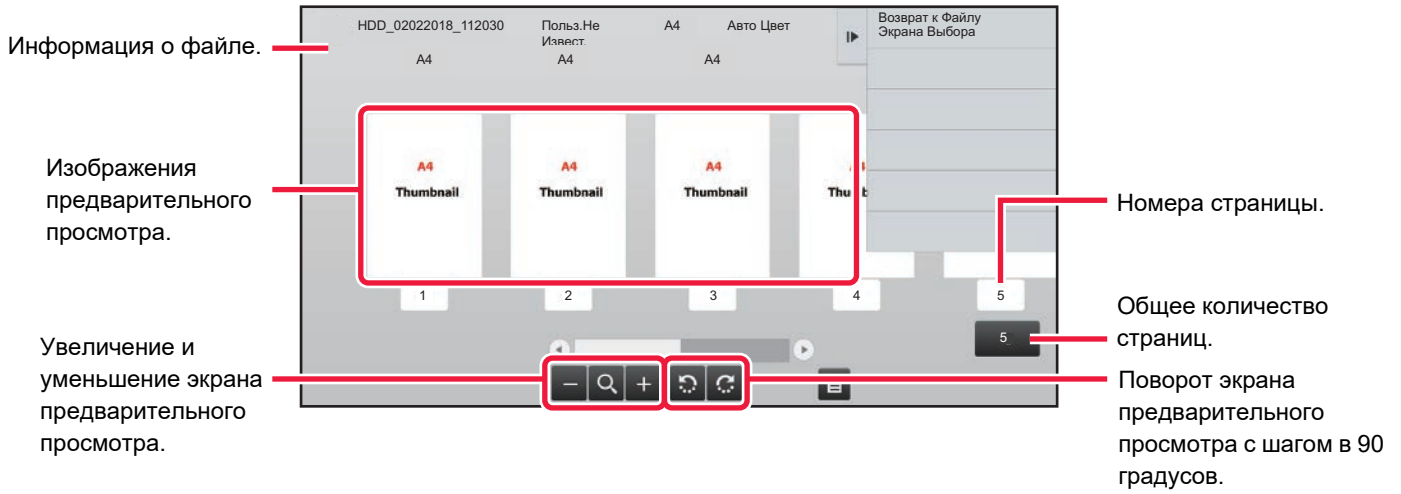 HDD_02022018_112030 Польз.Не Извест. A4 Авто Цвет
Возврат к Файлу
Экрана Выбора
Информация о файле.
A4 A4 A4
Изображения
предварительного
просмотра.
A4 A4 A4
Thumbnail Thumbnail Thumbnail
Номера страницы.
1 2 3 4 5
Общее количество
страниц.
5
Увеличение и
уменьшение экрана
предварительного
просмотра.
Поворот экрана
предварительного
просмотра с шагом в 90
градусов.